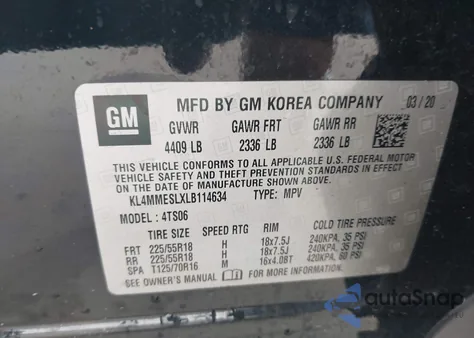 GM
MFD BY GM KOREA COMPANY 03/20
GVWR GAWR FRT GAWR RR
4409 LB 2336 LB 2336 LB
THIS VEHICLE CONFORMS TO ALL APPLICABLE U.S. FEDERAL MOTOR
VEHICLE SAFETY AND THEFT PREVENTION STANDARDS IN EFFECT ON
THE DATE OF MANUFACTURE SHOWN ABOVE.
KL4MMESLXLB114634 TYPE: MPV
MODEL: 4TS06
TIRE SIZE SPEED RTG RIM COLD TIRE PRESSURE
FRT 225/55R18 H 18x7.5J 240KPA, 35 PSI
RR 225/55R18 H 18x7.5J 240KPA, 35 PSI
SPA T125/70R16 M 16x4.08T 420KPA, 60 PSI
SEE OWNER'S MANUAL FOR MORE INFORMATION.
autoSnap